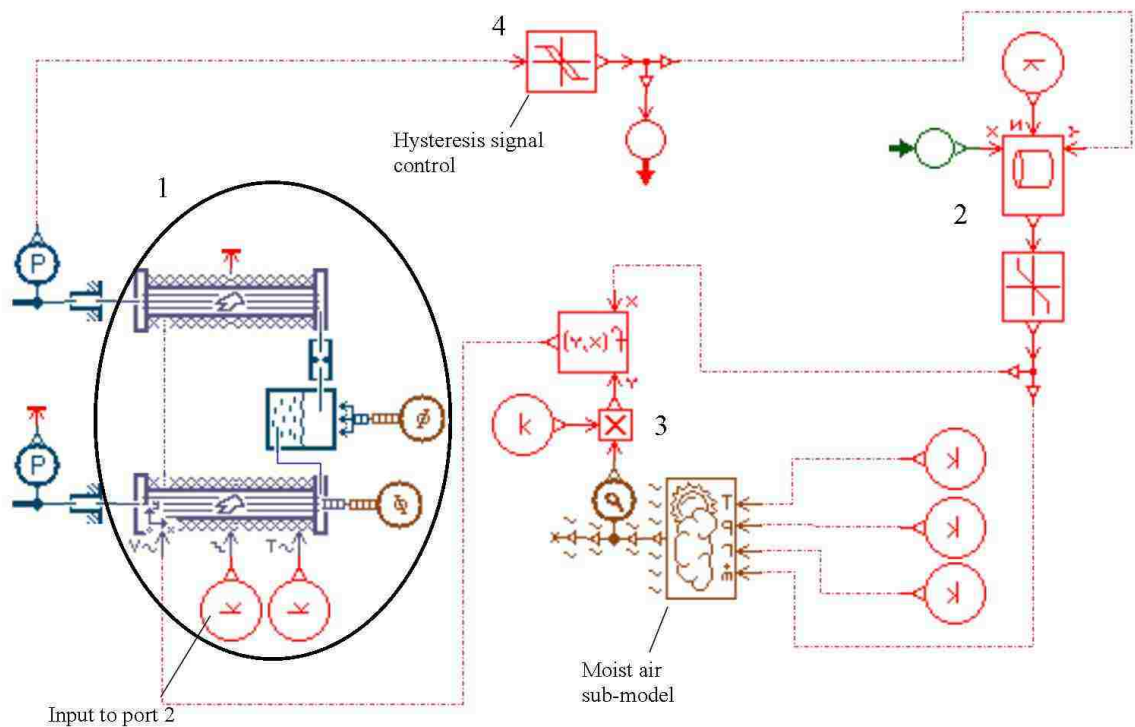 4
Hysteresis signal
control
k
X
И
Y
2
1
P
X
f(X,Y)
Y
k
3
P
T
k
k
k
V
T
k
k
Moist air
sub-model
Input to port 2